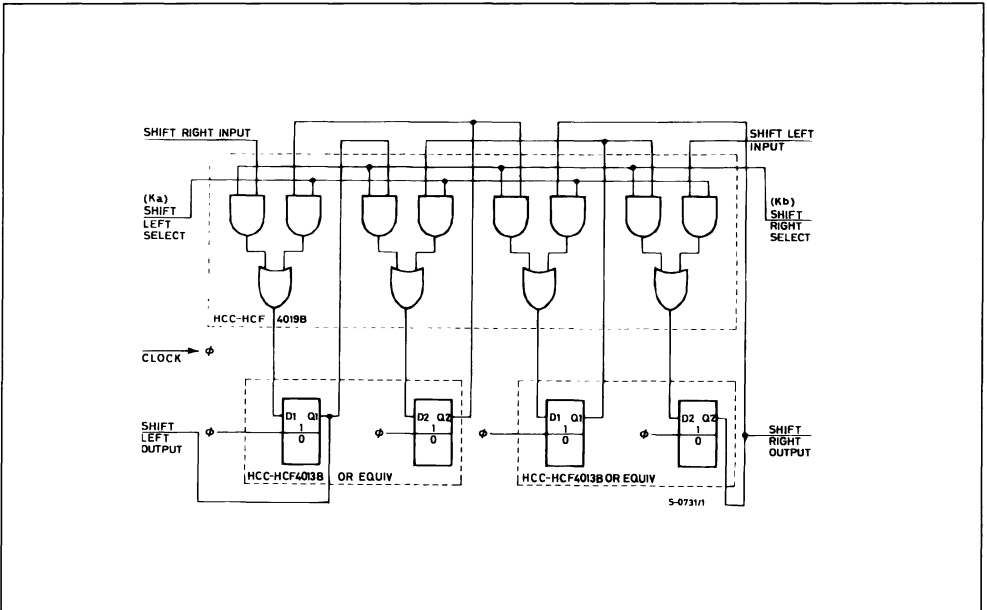 SHIFT RIGHT INPUT
SHIFT LEFT
INPUT
(Ka)
SHIFT
LEFT
SELECT
(Kb)
SHIFT
RIGHT
SELECT
HCC-HCF 4019B
CLOCK
ϕ
D1 Q1
1
0
D2 Q2
1
0
D1 Q1
1
0
D2 Q2
1
0
SHIFT
LEFT
OUTPUT
ϕ
ϕ
ϕ
ϕ
SHIFT
RIGHT
OUTPUT
HCC-HCF4013B OR EQUIV
HCC-HCF4013B OR EQUIV
S-0731/1